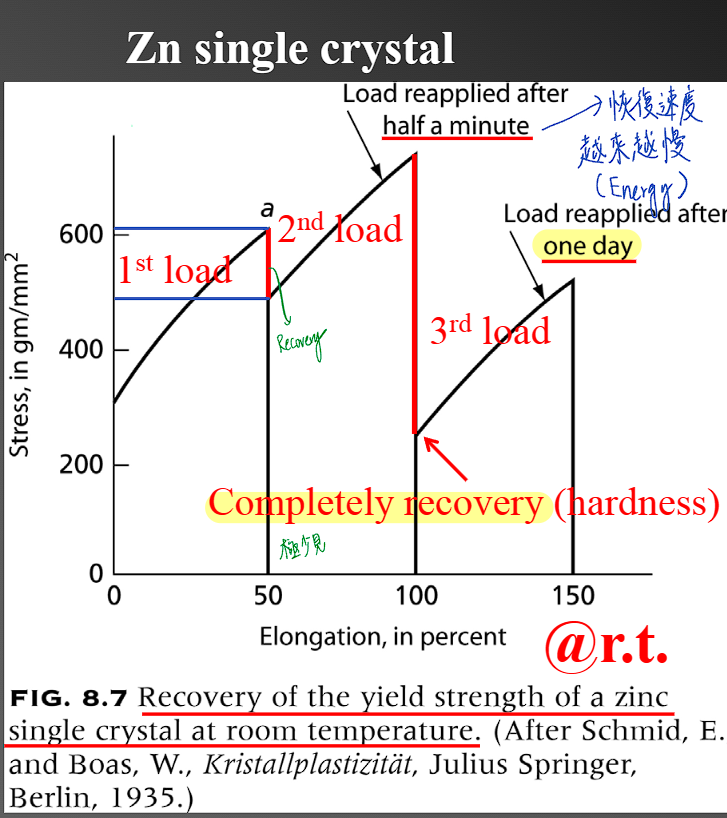 Zn single crystal
Load reapplied after
half a minute
恢復速度
越來越慢
(Energy)
Load reapplied after
one day
a
2nd load
600
1st load
3rd load
Recovery
400
Stress, in gm/mm2
200
Completely recovery (hardness)
極少見
0
0 50 100 150
Elongation, in percent
@r.t.
FIG. 8.7 Recovery of the yield strength of a zinc
single crystal at room temperature. (After Schmid, E.
and Boas, W., Kristallplastizität, Julius Springer,
Berlin, 1935.)